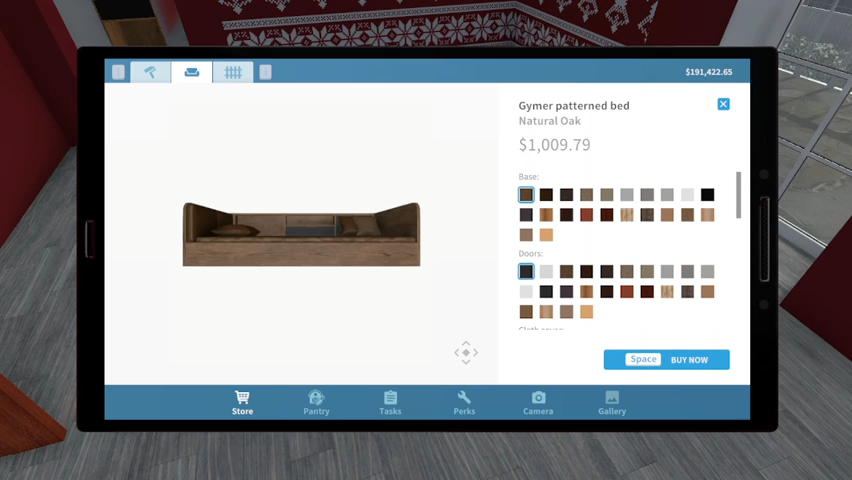 $191,422.65
Gymer patterned bed
Natural Oak
$1,009.79
Base:
Doors:
Space BUY NOW
Store Pantry Tasks Perks Camera Gallery